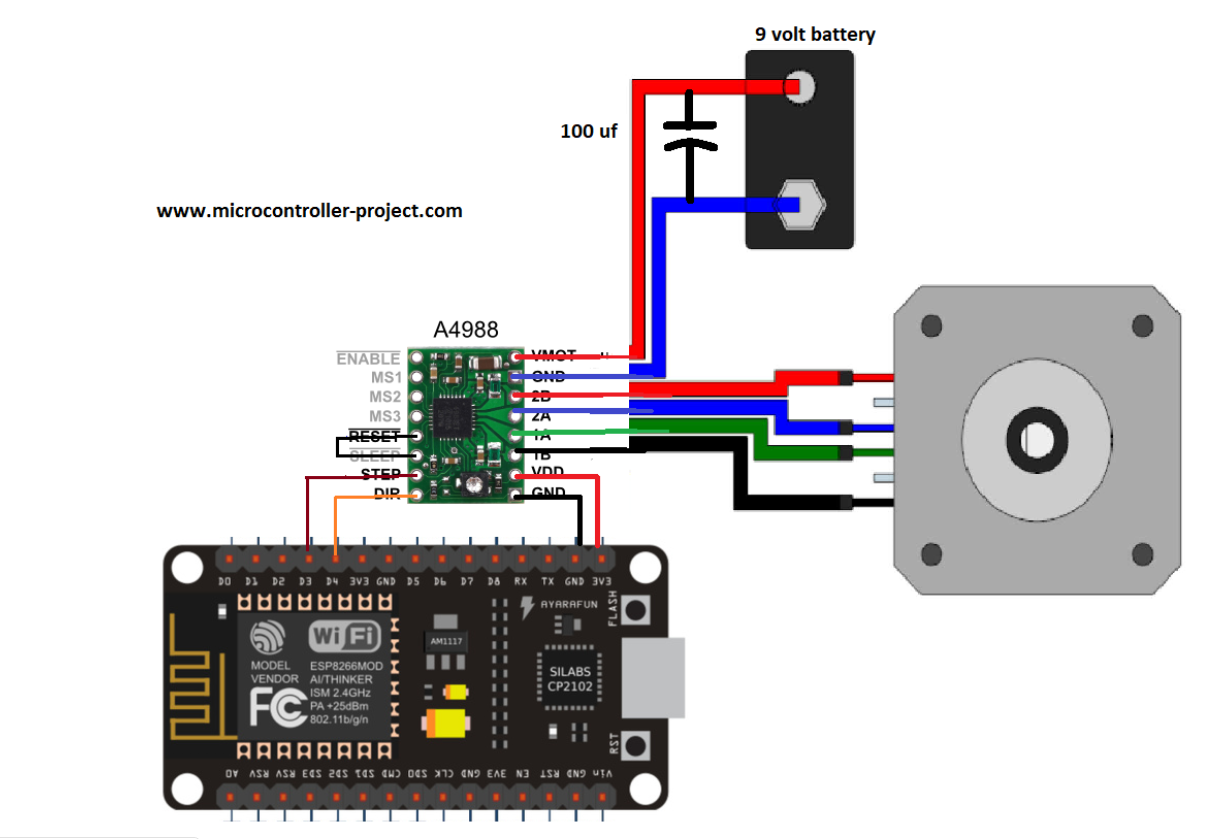 9 volt battery
100 uf
www.microcontroller-project.com
A4988
ENABLE
MS1
MS2
MS3
RESET
SLEEP
STEP
DIR
VMOT
GND
2B
2A
1A
1B
VDD
GND
D0 D1 D2 D3 D4 3V3 GND D5 D6 D7 D8 RX TX GND 3V3
AYARAFUN
FLASH
WiFi
MODEL
VENDOR
ESP8266MOD
AI/THINKER
ISM 2.4GHz
PA +25dBm
802.11b/g/n
FC
AM1117
SILABS
CP2102
RST
A0 RSV RSV SD3 SD2 SD1 CMD SD0 CLK GND 3V3 EN RST GND Vin